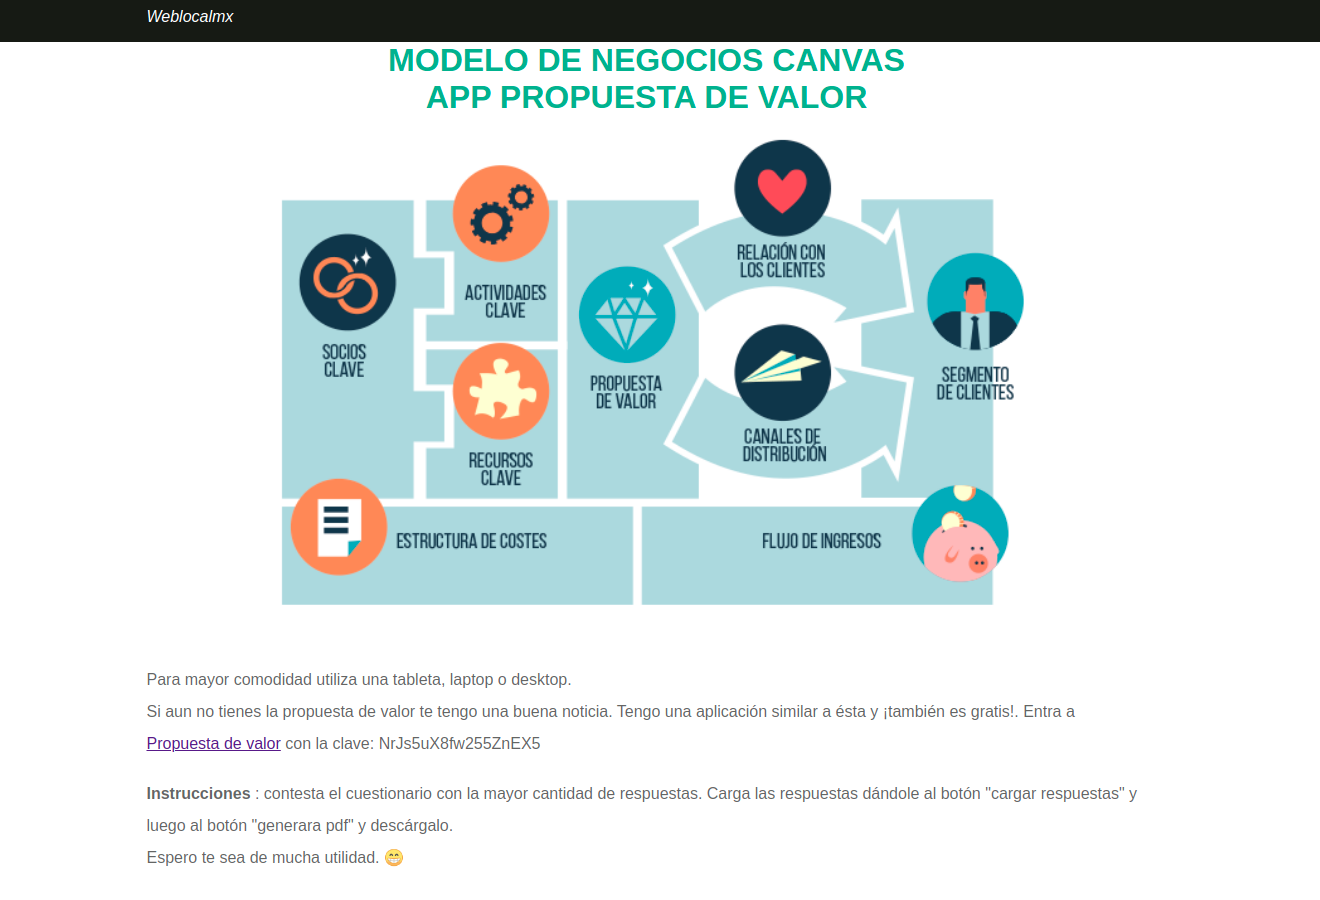 Weblocalmx
MODELO DE NEGOCIOS CANVAS
APP PROPUESTA DE VALOR
SOCIOS
CLAVE
ACTIVIDADES
CLAVE
RECURSOS
CLAVE
PROPUESTA
DE VALOR
RELACIÓN CON
LOS CLIENTES
CANALES DE
DISTRIBUCIÓN
SEGMENTO
DE CLIENTES
ESTRUCTURA DE COSTES
FLUJO DE INGRESOS
Para mayor comodidad utiliza una tableta, laptop o desktop.
Si aun no tienes la propuesta de valor te tengo una buena noticia. Tengo una aplicación similar a ésta y ¡también es gratis!. Entra a
Propuesta de valor con la clave: NrJs5uX8fw255ZnEX5
Instrucciones : contesta el cuestionario con la mayor cantidad de respuestas. Carga las respuestas dándole al botón "cargar respuestas" y
luego al botón "generara pdf" y descárgalo.
Espero te sea de mucha utilidad. 😁